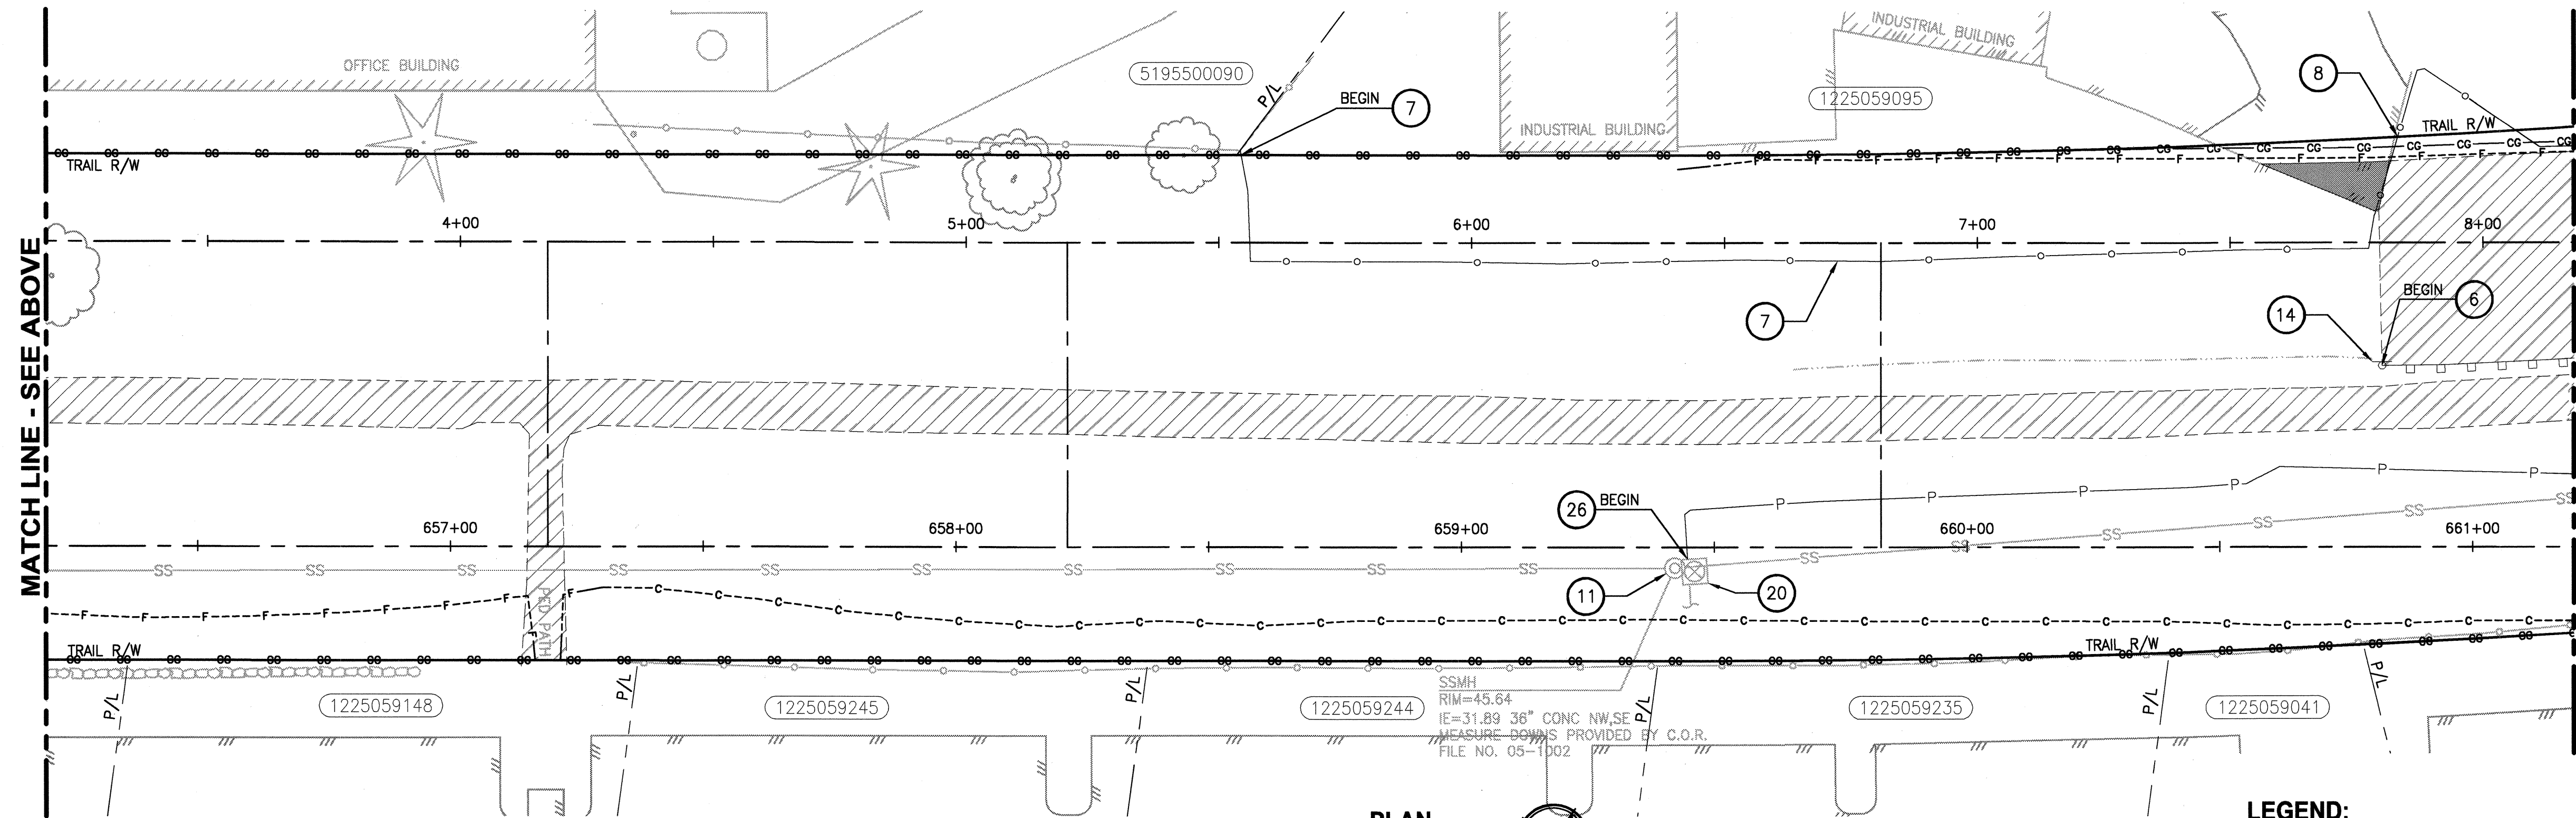 MATCH LINE - SEE ABOVE
OFFICE BUILDING
5195500090
P/L
BEGIN 7
INDUSTRIAL BUILDING
INDUSTRIAL BUILDING
1225059095
8
TRAIL R/W
TRAIL R/W
4+00
5+00
6+00
7+00
8+00
7
14
BEGIN 6
26 BEGIN
657+00
658+00
659+00
660+00
661+00
11
20
PED PATH
TRAIL R/W
TRAIL R/W
P/L
P/L
P/L
P/L
P/L
P/L
1225059148
1225059245
1225059244
1225059235
1225059041
SSMH
RIM=45.64
IE=31.89 36" CONC NW,SE
MEASURE DOWNS PROVIDED BY C.O.R.
FILE NO. 05-1002
PLAN
LEGEND: